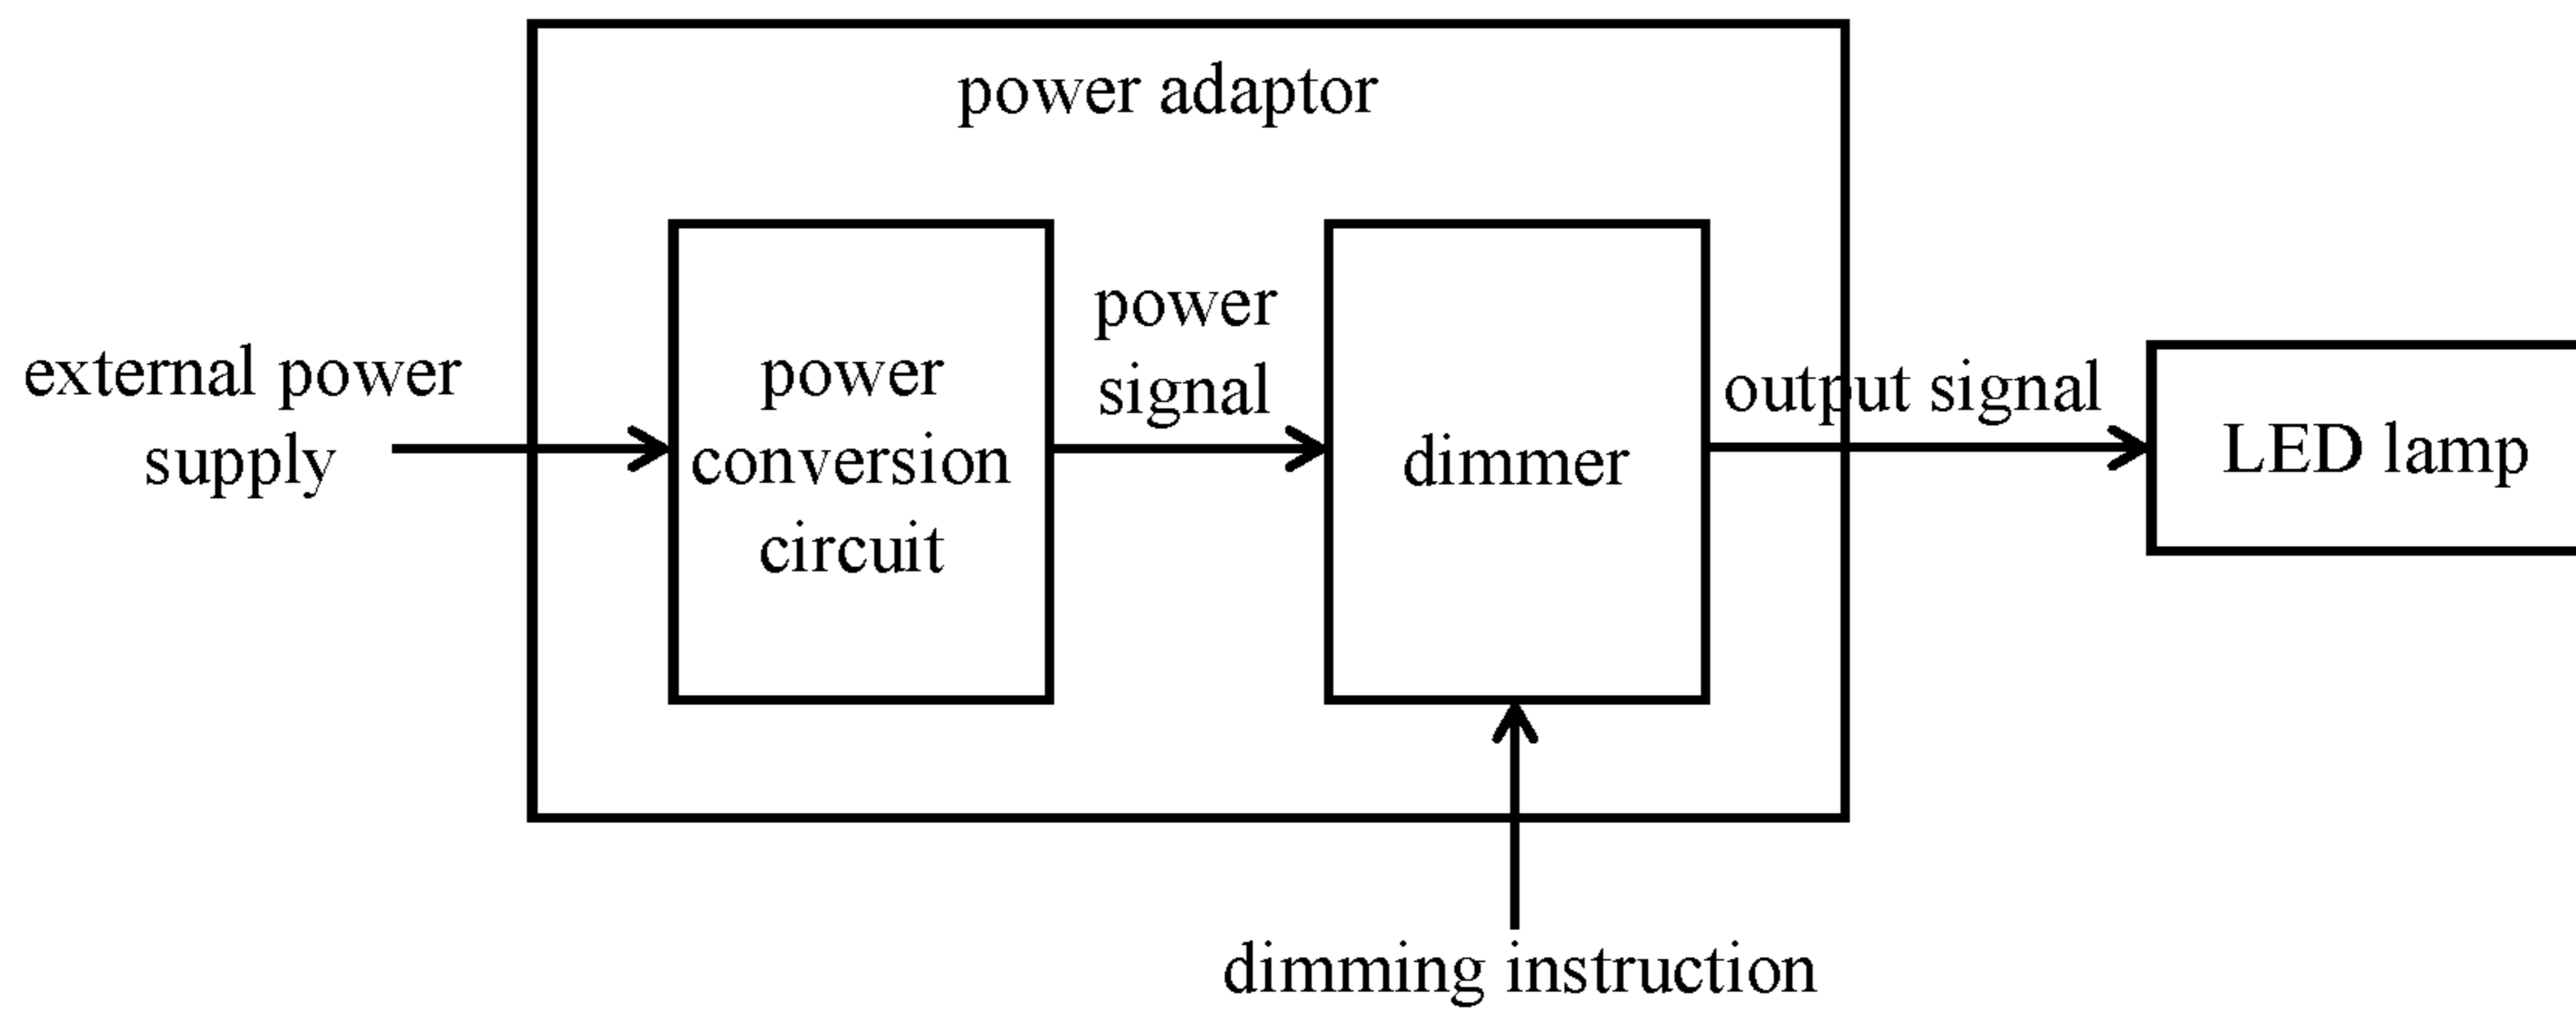 power adaptor
external power
supply
power
conversion
circuit
power
signal
dimmer
output signal
LED lamp
dimming instruction